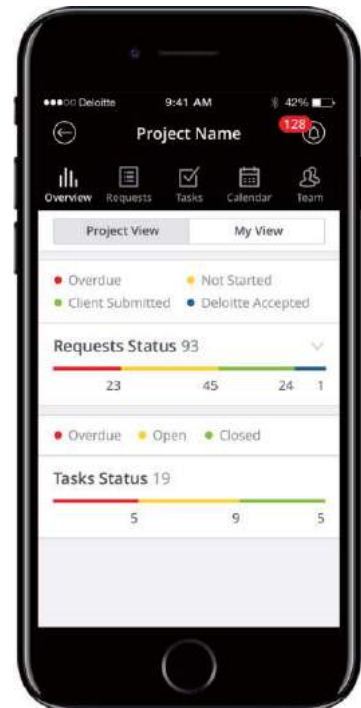 Deloitte 9:41 AM 42%
Project Name 128
Overview Requests Tasks Calendar Team
Project View My View
Overdue Not Started
Client Submitted Deloitte Accepted
Requests Status 93
23 45 24 1
Overdue Open Closed
Tasks Status 19
5 9 5